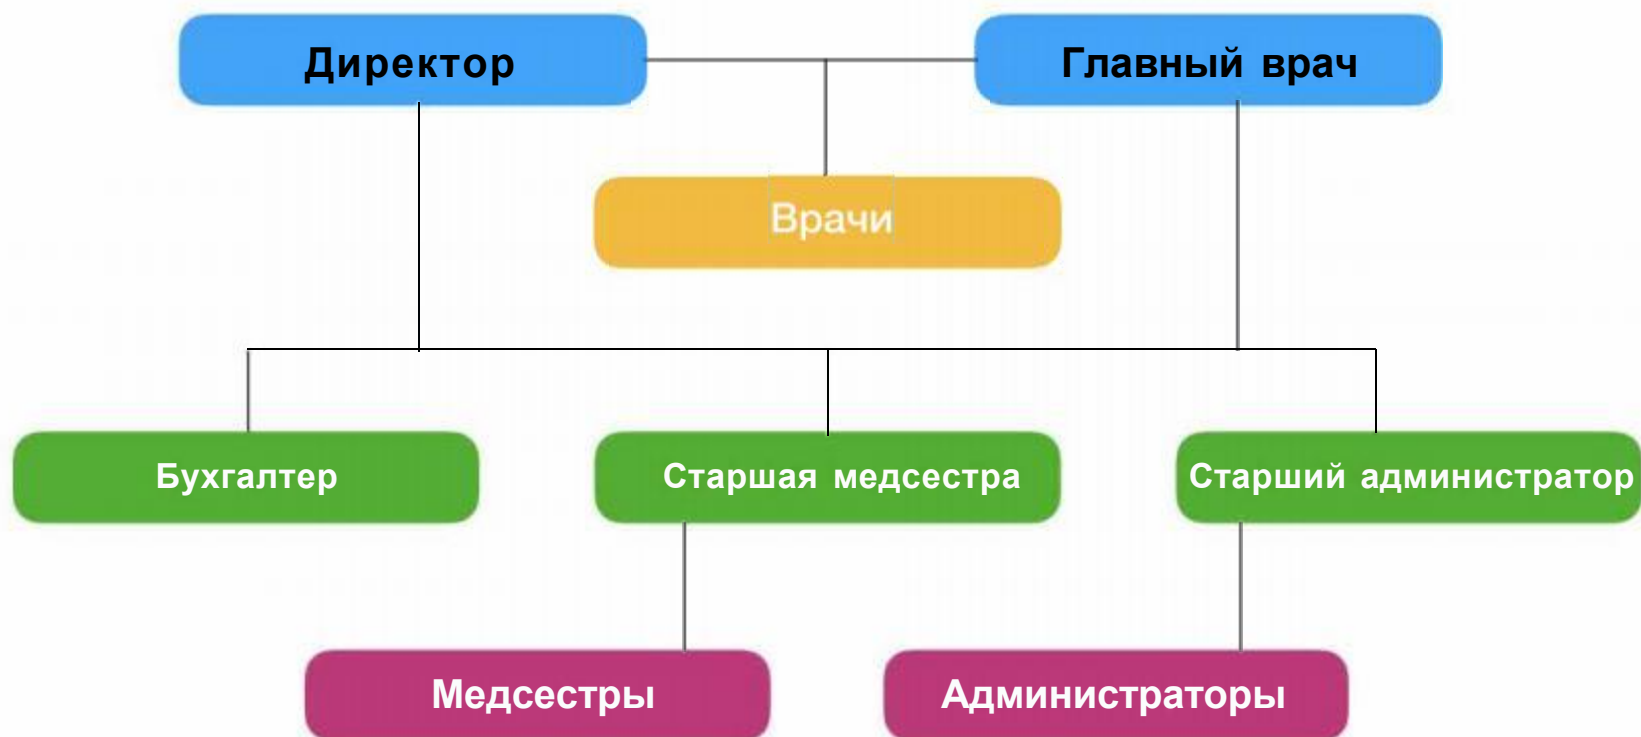 Директор
Главный врач
Врачи
Бухгалтер
Старшая медсестра
Старший администратор
Медсестры
Администраторы